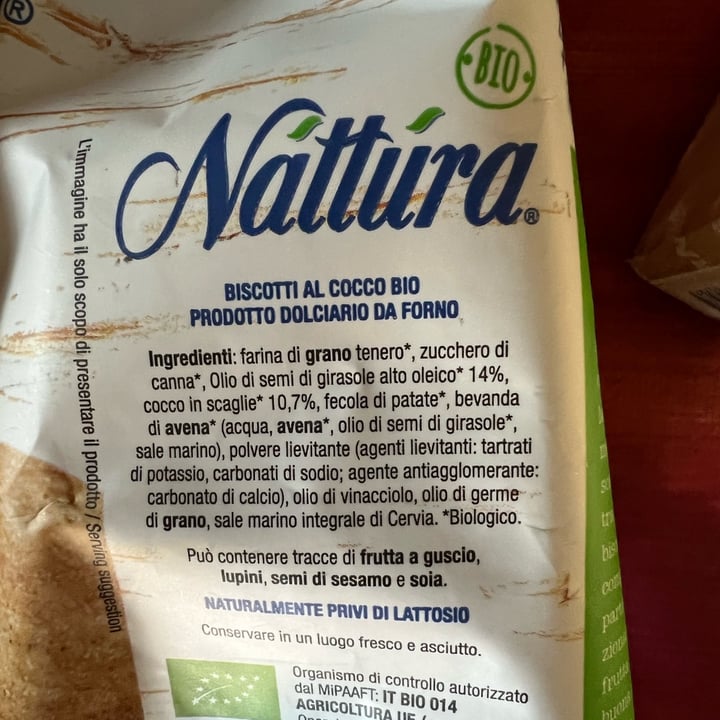 ®
BIO
Náttúra®
BISCOTTI AL COCCO BIO
PRODOTTO DOLCIARIO DA FORNO
Ingredienti: farina di grano tenero*, zucchero di
canna*, Olio di semi di girasole alto oleico* 14%,
cocco in scaglie* 10,7%, fecola di patate*, bevanda
di avena* (acqua, avena*, olio di semi di girasole*,
sale marino), polvere lievitante (agenti lievitanti: tartrati
di potassio, carbonati di sodio; agente antiagglomerante:
carbonato di calcio), olio di vinacciolo, olio di germe
di grano, sale marino integrale di Cervia. *Biologico.
Può contenere tracce di frutta a guscio,
lupini, semi di sesamo e soia.
NATURALMENTE PRIVI DI LATTOSIO
Conservare in un luogo fresco e asciutto.
Organismo di controllo autorizzato
dal MiPAAFT: IT BIO 014
AGRICOLTURA UE /
L'immagine ha il solo scopo di presentare il prodotto / Serving suggestion